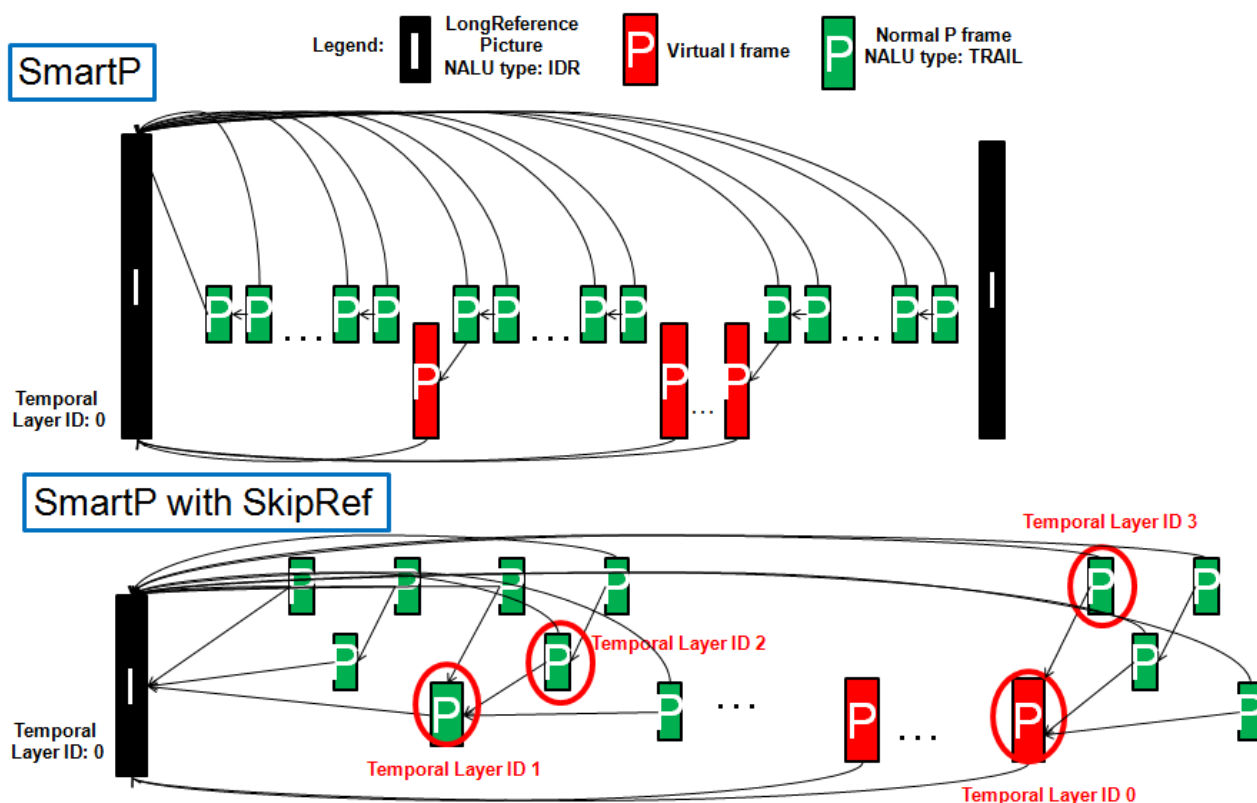 Legend:
I
LongReference
Picture
NALU type: IDR
P
Virtual I frame
P
Normal P frame
NALU type: TRAIL
SmartP
I
I
P P ... P P P P ... P P P P ... P P
P P ... P
Temporal
Layer ID: 0
SmartP with SkipRef
Temporal Layer ID 3
P P P P P P
P P Temporal Layer ID 2 P
I
P P ... P ... P P
Temporal
Layer ID: 0
Temporal Layer ID 1
Temporal Layer ID 0